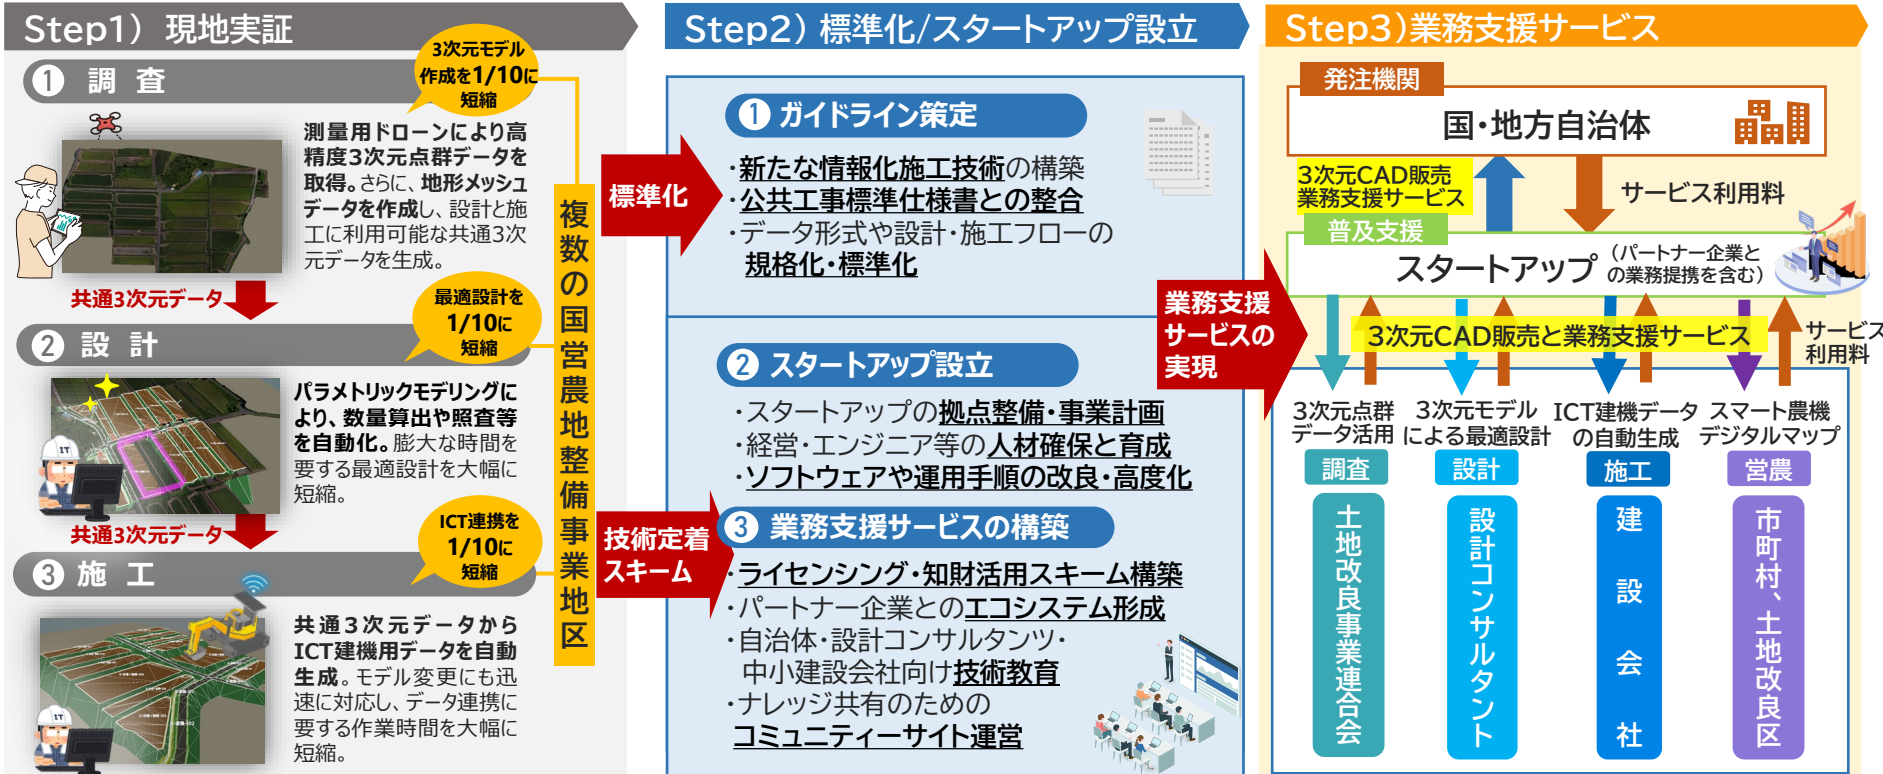 Step1） 現地実証
3次元モデル
作成を1/10に
短縮
1 調 査
測量用ドローンにより高
精度3次元点群データを
取得。さらに、地形メッシュ
データを作成し、設計と施
工に利用可能な共通3次
元データを生成。
共通3次元データ
最適設計を
1/10に
短縮
2 設 計
パラメトリックモデリングに
より、数量算出や照査等
を自動化。膨大な時間を
要する最適設計を大幅に
短縮。
IT
共通3次元データ
ICT連携を
1/10に
短縮
3 施 工
共通3次元データから
ICT建機用データを自動
生成。モデル変更にも迅
速に対応し、データ連携に
要する作業時間を大幅に
短縮。
IT
複数の国営農地整備事業地区
標準化
技術定着
スキーム
Step2）標準化/スタートアップ設立
1 ガイドライン策定
・新たな情報化施工技術の構築
・公共工事標準仕様書との整合
・データ形式や設計・施工フローの
規格化・標準化
2 スタートアップ設立
・スタートアップの拠点整備・事業計画
・経営・エンジニア等の人材確保と育成
・ソフトウェアや運用手順の改良・高度化
3 業務支援サービスの構築
・ライセンシング・知財活用スキーム構築
・パートナー企業とのエコシステム形成
・自治体・設計コンサルタンツ・
中小建設会社向け技術教育
・ナレッジ共有のための
コミュニティーサイト運営
業務支援
サービスの
実現
Step3）業務支援サービス
発注機関
国・地方自治体
3次元CAD販売
業務支援サービス
サービス利用料
普及支援
スタートアップ（パートナー企業と
の業務提携を含む）
3次元CAD販売と業務支援サービス
サービス
利用料
3次元点群
データ活用
調査
土地改良事業連合会
3次元モデル
による最適設計
設計
設計コンサルタント
ICT建機データ
の自動生成
施工
建設会社
スマート農機
デジタルマップ
営農
市町村、土地改良区